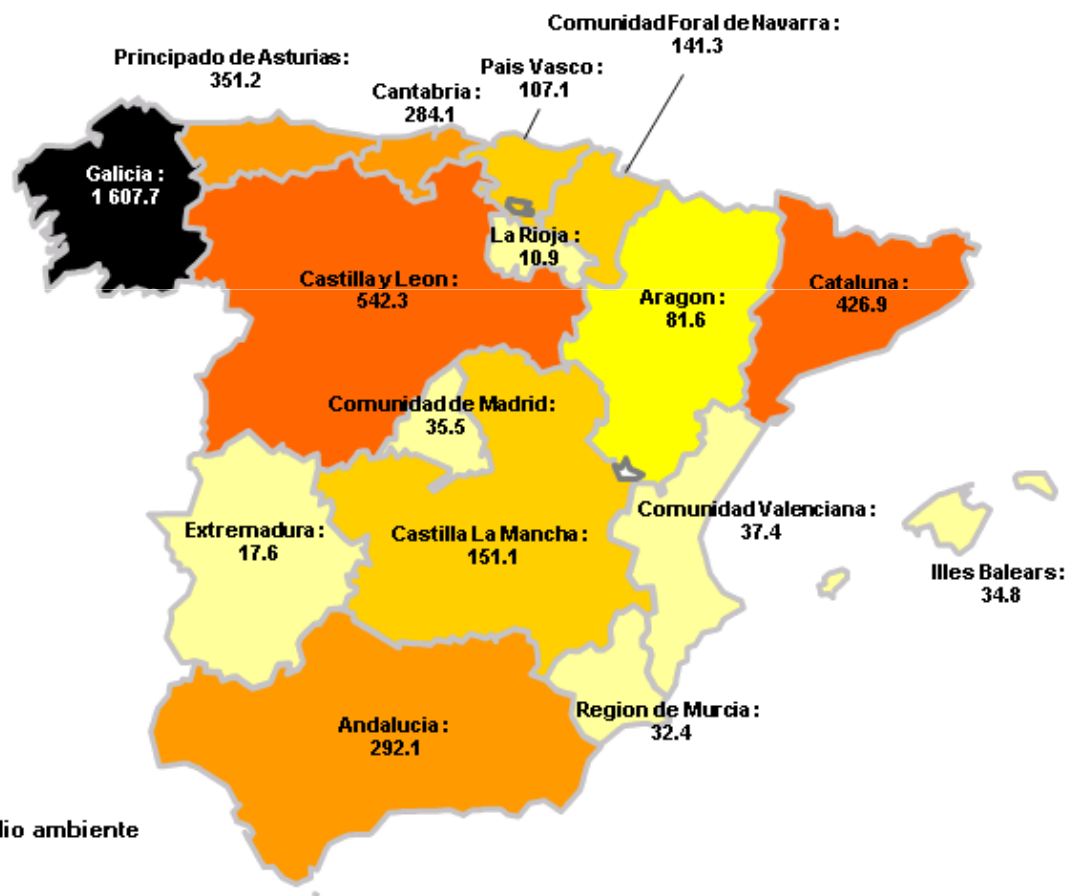 Comunidad Foral de Navarra :
141.3
Principado de Asturias :
351.2
Pais Vasco :
107.1
Cantabria :
284.1
Galicia :
1 607.7
La Rioja :
10.9
Castilla y Leon :
542.3
Aragon :
81.6
Cataluna :
426.9
Comunidad de Madrid :
35.5
Extremadura :
17.6
Castilla La Mancha :
151.1
Comunidad Valenciana :
37.4
Illes Balears :
34.8
Andalucia :
292.1
Region de Murcia :
32.4
ambiente